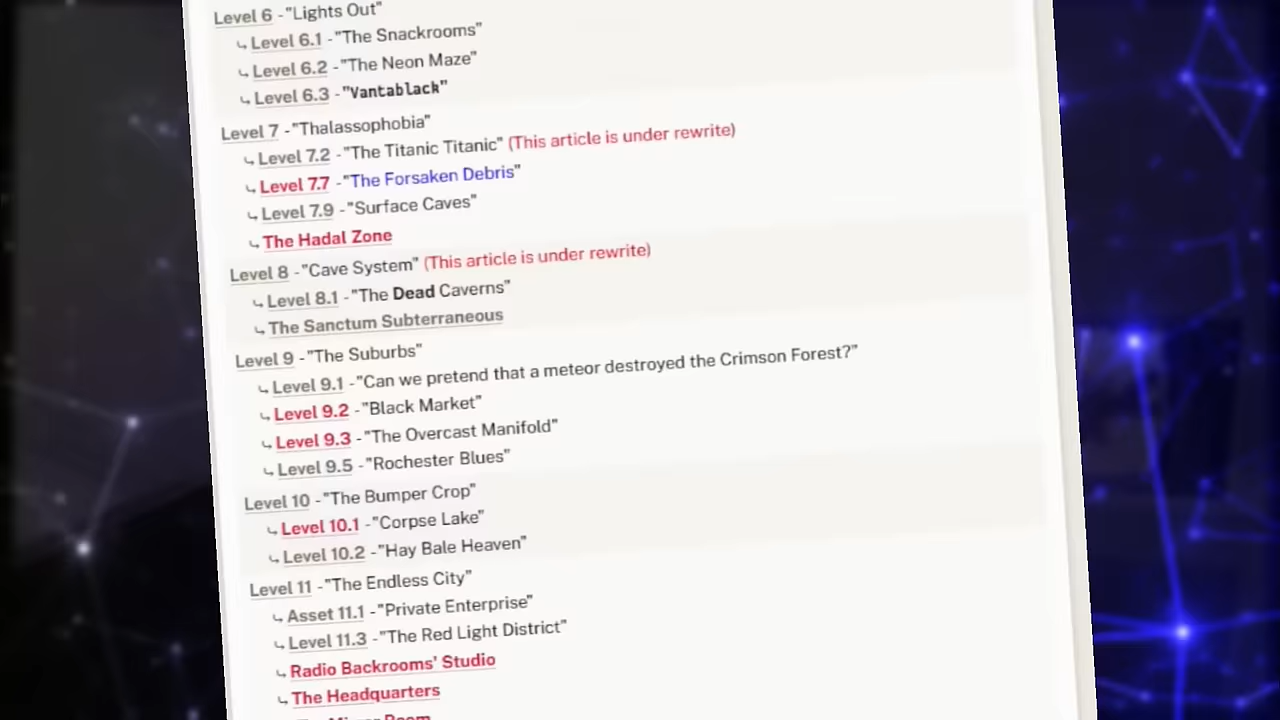 Level 6 - "Lights Out"
↳ Level 6.1 - "The Snackrooms"
↳ Level 6.2 - "The Neon Maze"
↳ Level 6.3 - "Vantablack"
Level 7 - "Thalassophobia"
↳ Level 7.2 - "The Titanic Titanic" (This article is under rewrite)
↳ Level 7.7 - "The Forsaken Debris"
↳ Level 7.9 - "Surface Caves"
↳ The Hadal Zone
Level 8 - "Cave System" (This article is under rewrite)
↳ Level 8.1 - "The Dead Caverns"
↳ The Sanctum Subterraneous
Level 9 - "The Suburbs"
↳ Level 9.1 - "Can we pretend that a meteor destroyed the Crimson Forest?"
↳ Level 9.2 - "Black Market"
↳ Level 9.3 - "The Overcast Manifold"
↳ Level 9.5 - "Rochester Blues"
Level 10 - "The Bumper Crop"
↳ Level 10.1 - "Corpse Lake"
↳ Level 10.2 - "Hay Bale Heaven"
Level 11 - "The Endless City"
↳ Asset 11.1 - "Private Enterprise"
↳ Level 11.3 - "The Red Light District"
↳ Radio Backrooms' Studio
↳ The Headquarters